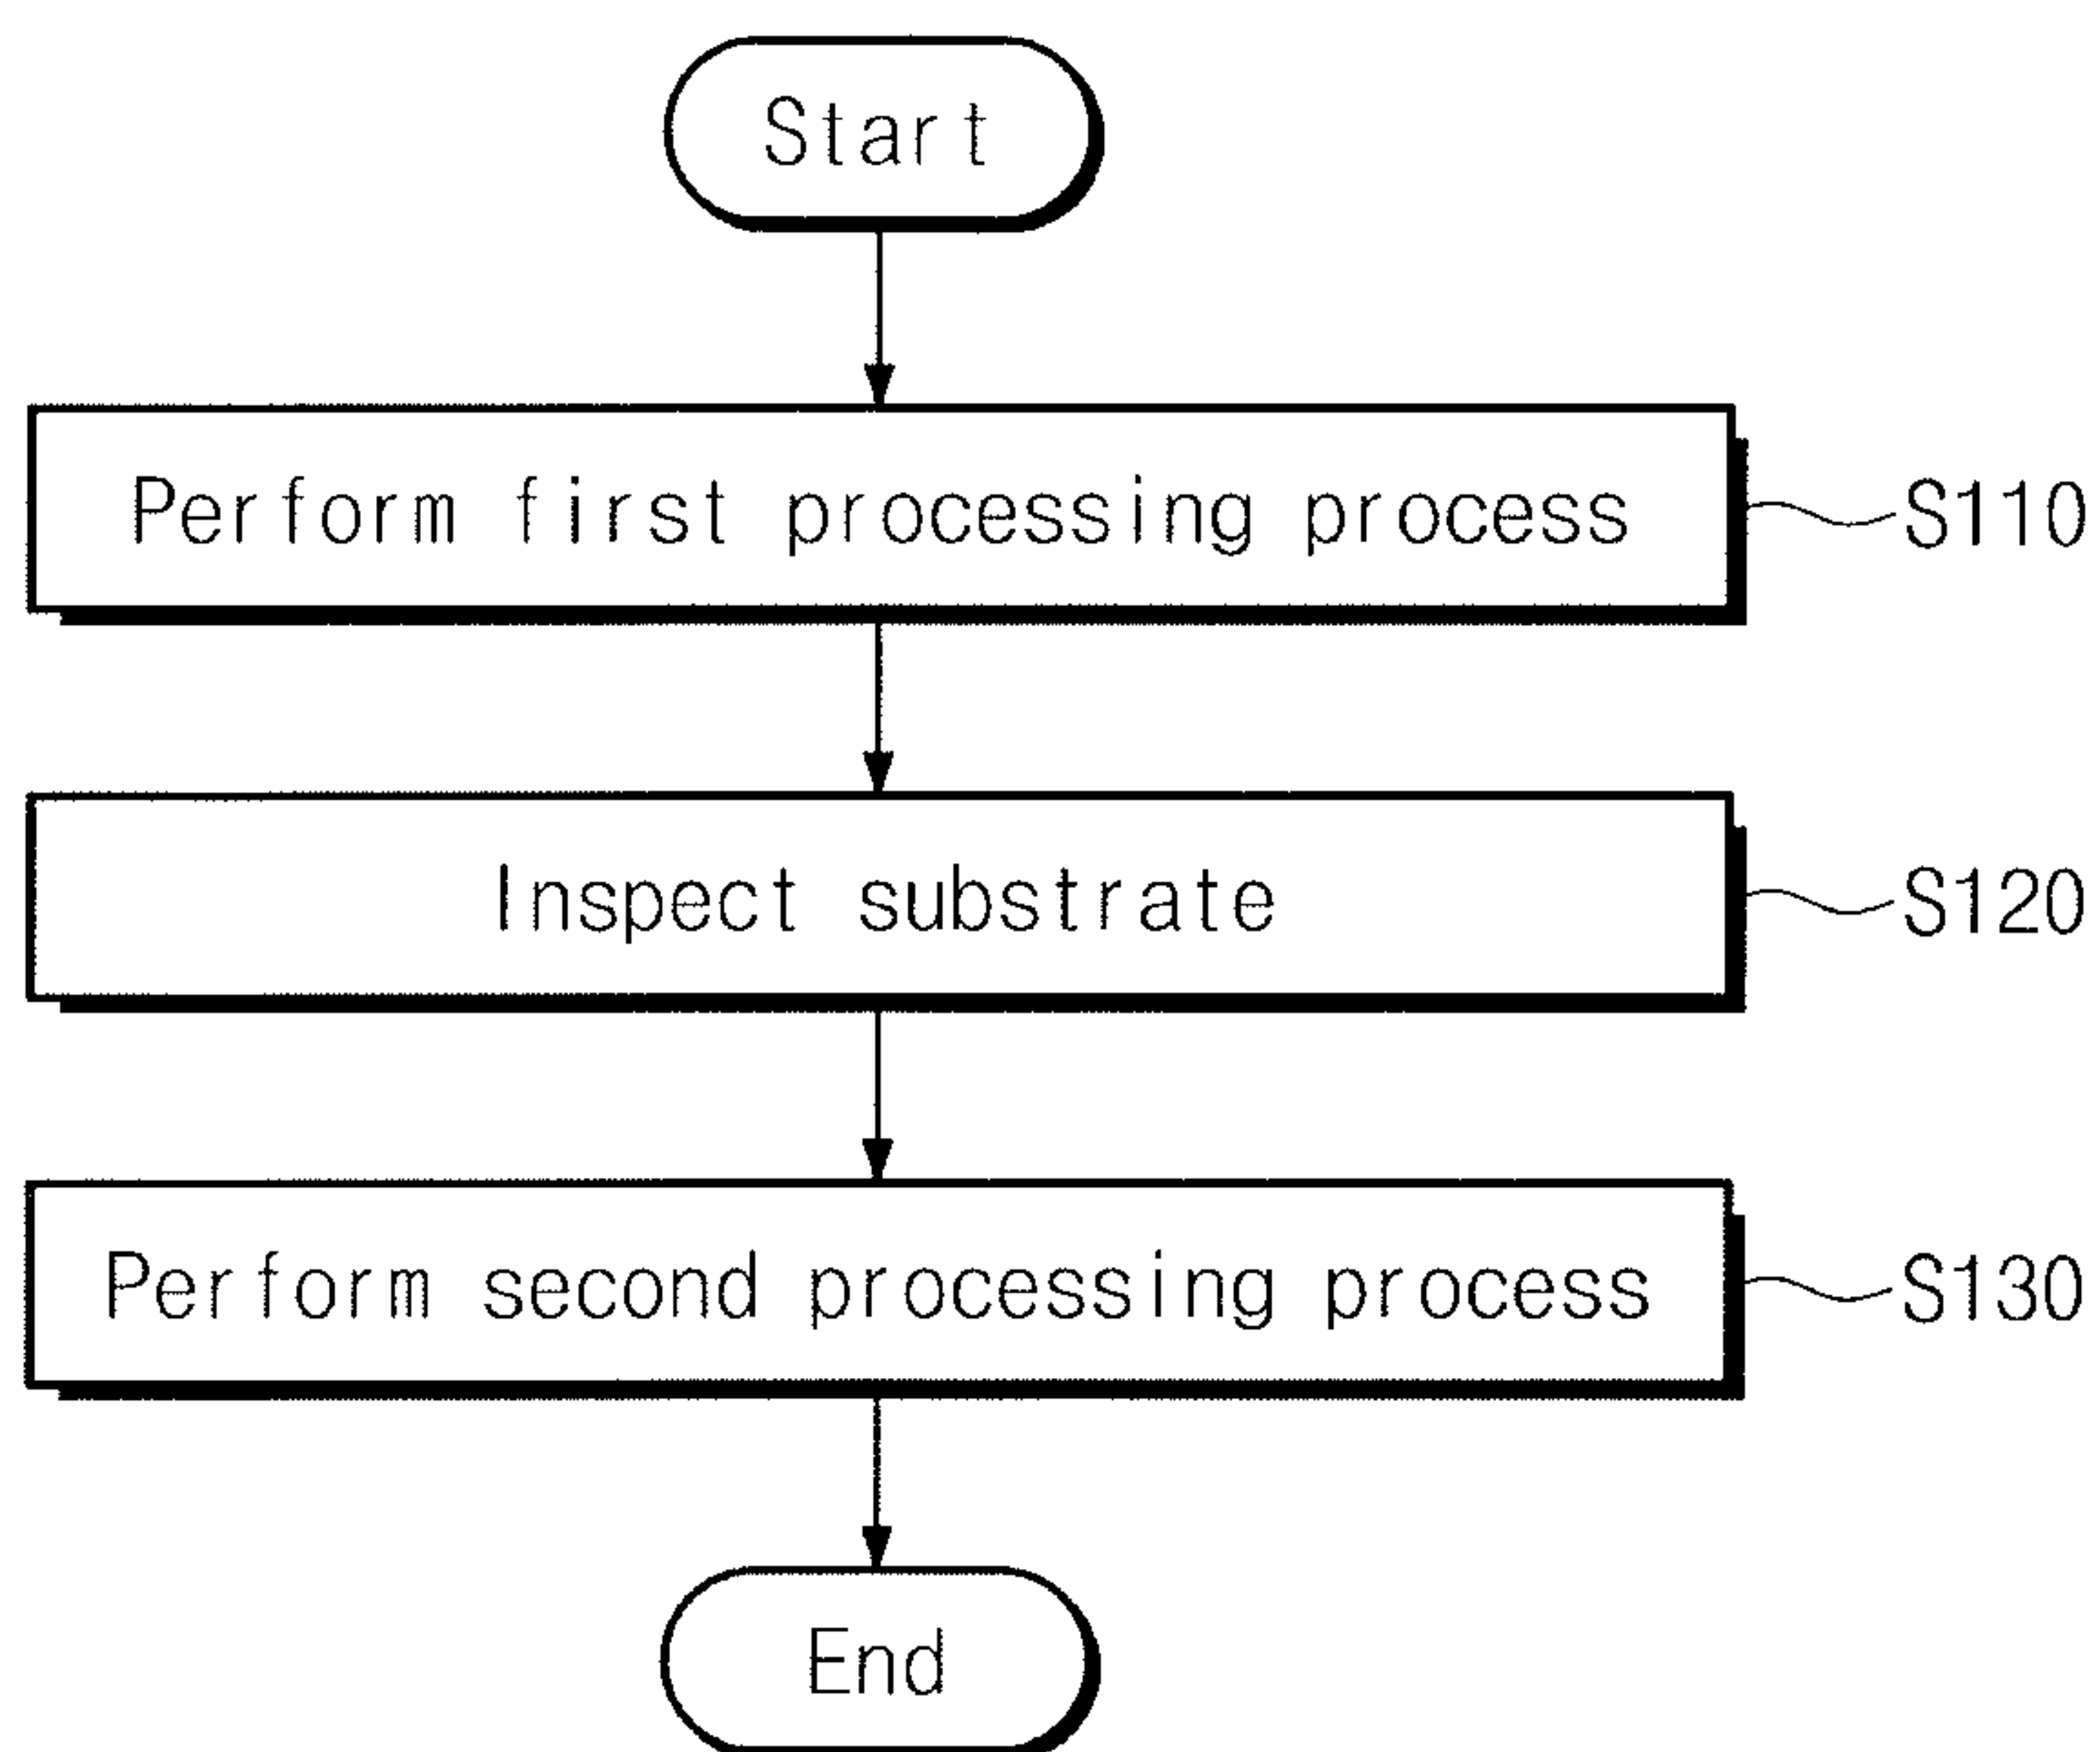 Start
Perform first processing process
S110
Inspect substrate
S120
Perform second processing process
S130
End